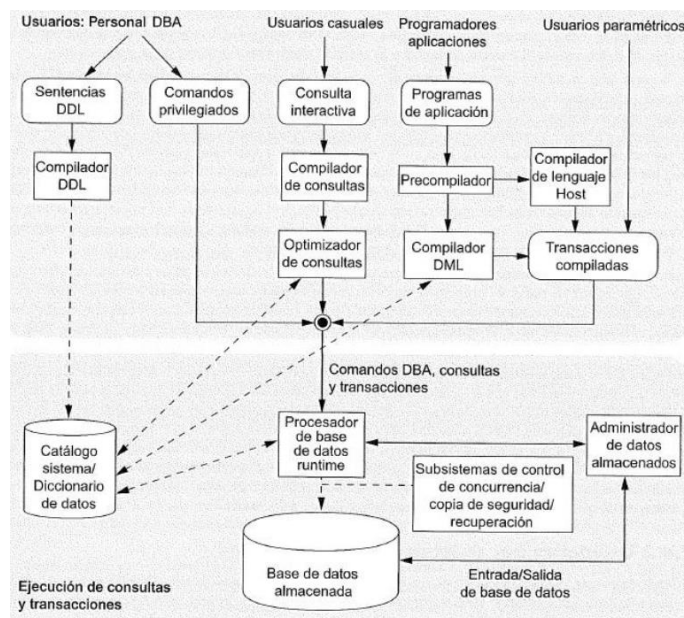 Usuarios: Personal DBA
Usuarios casuales
Programadores
aplicaciones
Usuarios paramétricos
Sentencias
DDL
Comandos
privilegiados
Consulta
interactiva
Programas
de aplicación
Compilador
DDL
Compilador
de consultas
Precompilador
Compilador
de lenguaje
Host
Optimizador
de consultas
Compilador
DML
Transacciones
compiladas
Comandos DBA, consultas
y transacciones
Catálogo
sistema/
Diccionario
de datos
Procesador
de base
de datos
runtime
Administrador
de datos
almacenados
Subsistemas de control
de concurrencia/
copia de seguridad/
recuperación
Base de datos
almacenada
Entrada/Salida
de base de datos
Ejecución de consultas
y transacciones